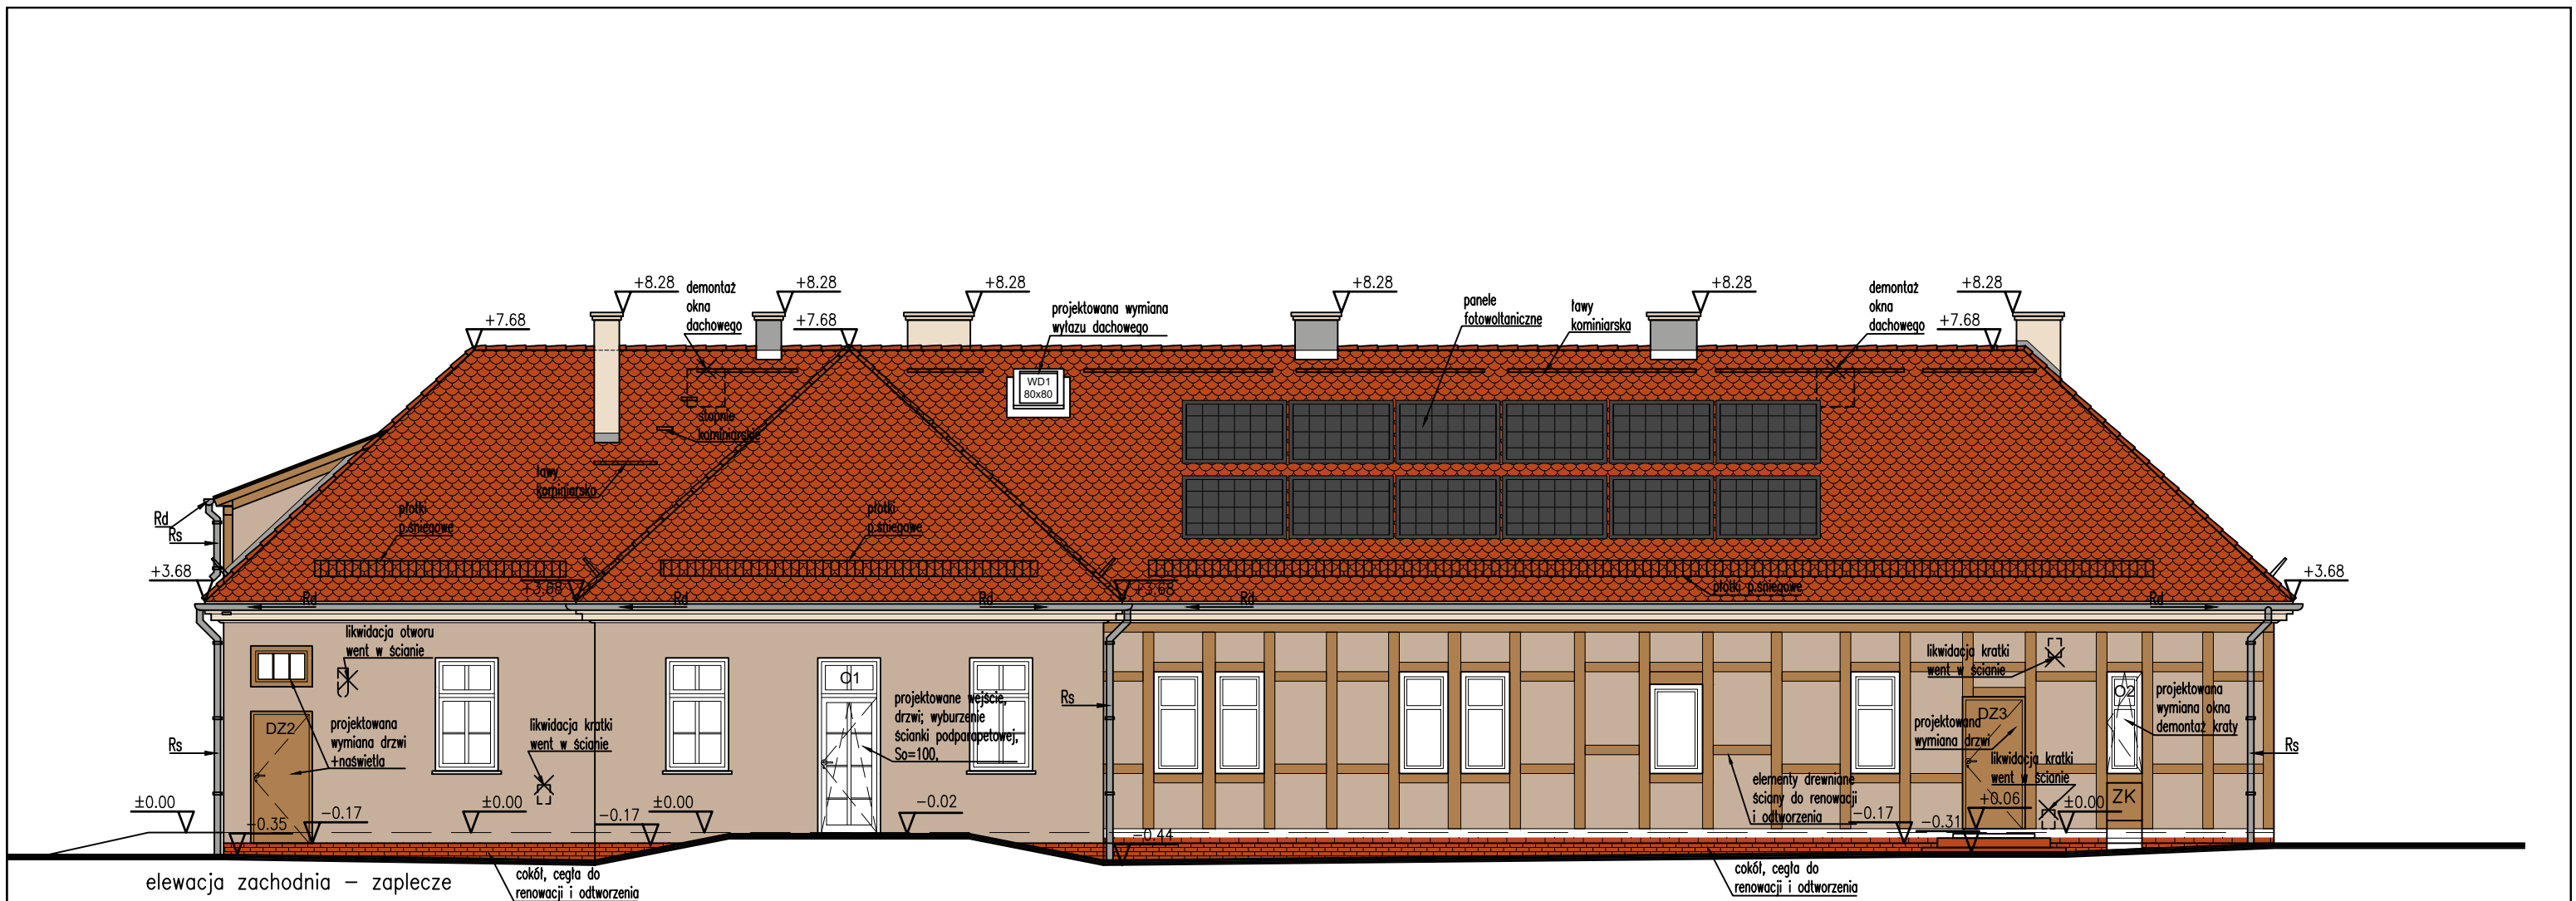 +8.28
+8.28
+8.28
+8.28
+8.28
+8.28
demontaż
okna
dachowego
projektowana wymiana
wyłazu dachowego
panele
fotowoltaniczne
ławy
kominiarska
demontaż
okna
dachowego
+7.68
+7.68
+7.68
WD1
80x80
stopnie
kominiarskie
ławy
kominiarska
płotki
p.śniegowe
płotki
p.śniegowe
płotki p.śniegowe
Rd
Rs
+3.68
+3.68
+3.68
+3.68
Rd
Rd
Rd
Rd
Rd
likwidacja otworu
went w ścianie
DZ2
projektowana
wymiana drzwi
+naświetla
likwidacja kratki
went w ścianie
O1
projektowane wejście,
drzwi; wyburzenie
ścianki podparapetowej,
So=100,
Rs
Rs
elementy drewniane
ściany do renowacji
i odtworzenia
likwidacja kratki
went w ścianie
DZ3
projektowana
wymiana drzwi
likwidacja kratki
went w ścianie
O2
projektowana
wymiana okna
demontaż kraty
ZK
Rs
±0.00
-0.35
-0.17
±0.00
-0.17
±0.00
-0.02
-0.44
-0.17
-0.31
+0.06
±0.00
elewacja zachodnia – zaplecze
cokół, cegła do
renowacji i odtworzenia
cokół, cegła do
renowacji i odtworzenia